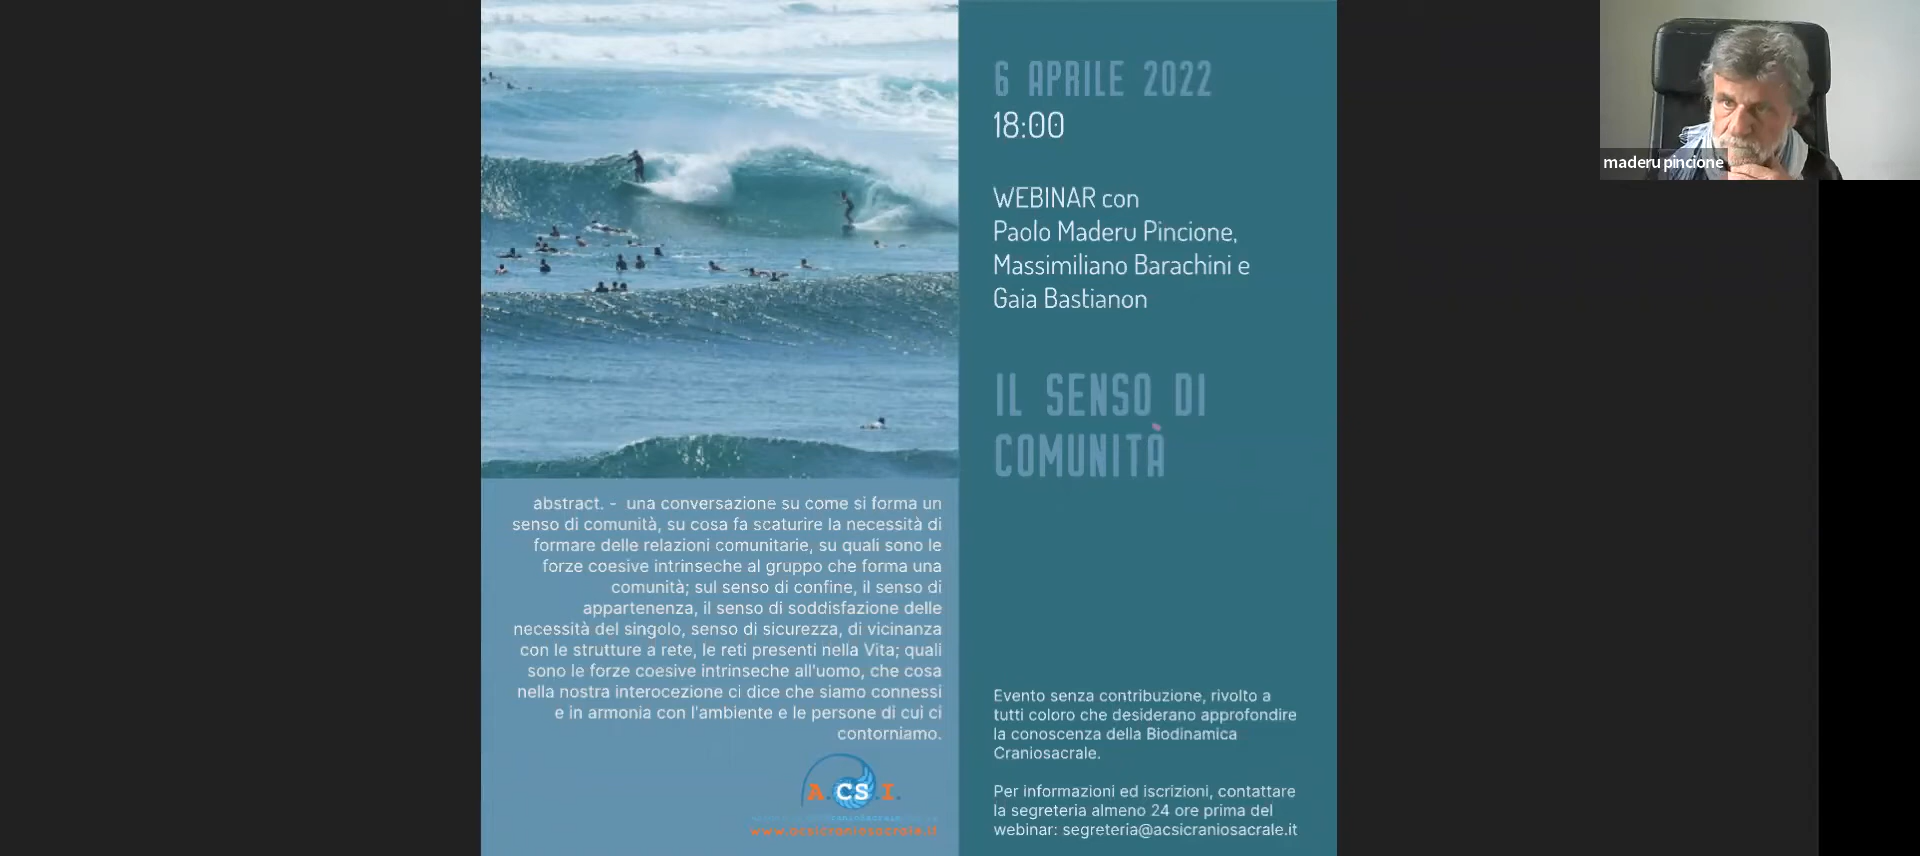 6 APRILE 2022
18:00
WEBINAR con
Paolo Maderu Pincione,
Massimiliano Barachini e
Gaia Bastianon
IL SENSO DI
COMUNITÀ
abstract. - una conversazione su come si forma un
senso di comunità, su cosa fa scaturire la necessità di
formare delle relazioni comunitarie, su quali sono le
forze coesive intrinseche al gruppo che forma una
comunità; sul senso di confine, il senso di
appartenenza, il senso di soddisfazione delle
necessità del singolo, senso di sicurezza, di vicinanza
con le strutture a rete, le reti presenti nella Vita; quali
sono le forze coesive intrinseche all'uomo, che cosa
nella nostra interocezione ci dice che siamo connessi
e in armonia con l'ambiente e le persone di cui ci
contorniamo.
A.CS.I.
www.acsicraniosacrale.it
Evento senza contribuzione, rivolto a
tutti coloro che desiderano approfondire
la conoscenza della Biodinamica
Craniosacrale.
Per informazioni ed iscrizioni, contattare
la segreteria almeno 24 ore prima del
webinar: segreteria@acsicraniosacrale.it
maderu pincione